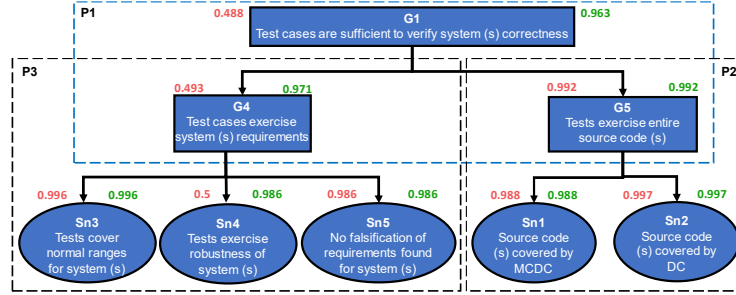 P1
0.488
G1
0.963
Test cases are sufficient to verify system (s) correctness
P3
P2
0.493
0.971
G4
Test cases exercise
system (s) requirements
0.992
0.992
G5
Tests exercise entire
source code (s)
0.996
0.996
Sn3
Tests cover
normal ranges
for system (s)
0.5
0.986
Sn4
Tests exercise
robustness of
system (s)
0.986
0.986
Sn5
No falsification of
requirements found
for system (s)
0.988
0.988
Sn1
Source code
(s) covered by
MCDC
0.997
0.997
Sn2
Source code
(s) covered by
DC